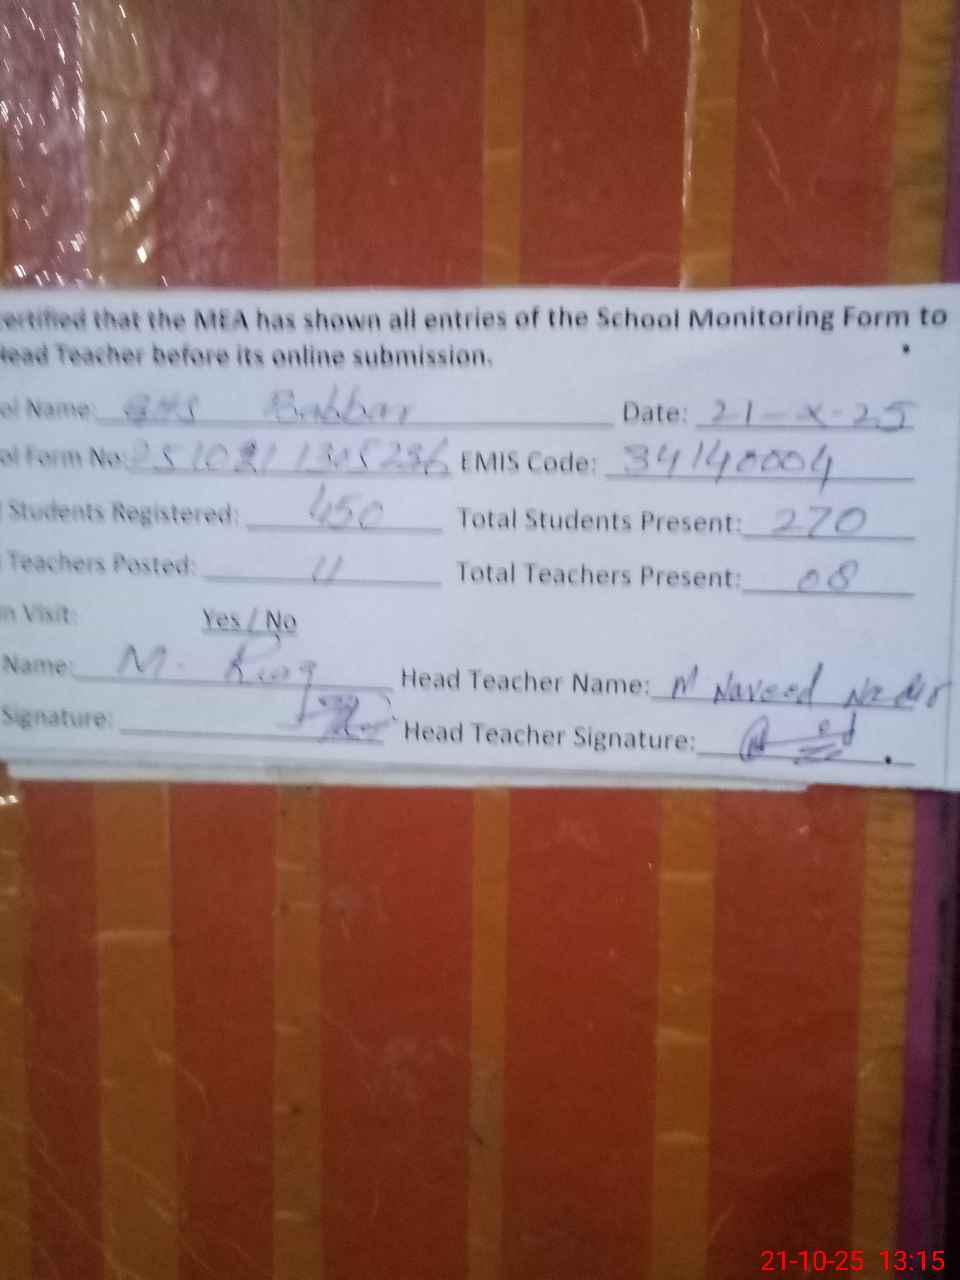 certified that the MEA has shown all entries of the School Monitoring Form to
Head Teacher before its online submission.
ol Name: GHS Babbar Date: 21-X-25
ol Form No: 2510211305236 EMIS Code: 34140004
Students Registered: 450 Total Students Present: 270
Teachers Posted: 11 Total Teachers Present: 08
n Visit: Yes / No
Name: M. Head Teacher Name: M Naveed Nadir
Signature: Head Teacher Signature:
21-10-25 13:15